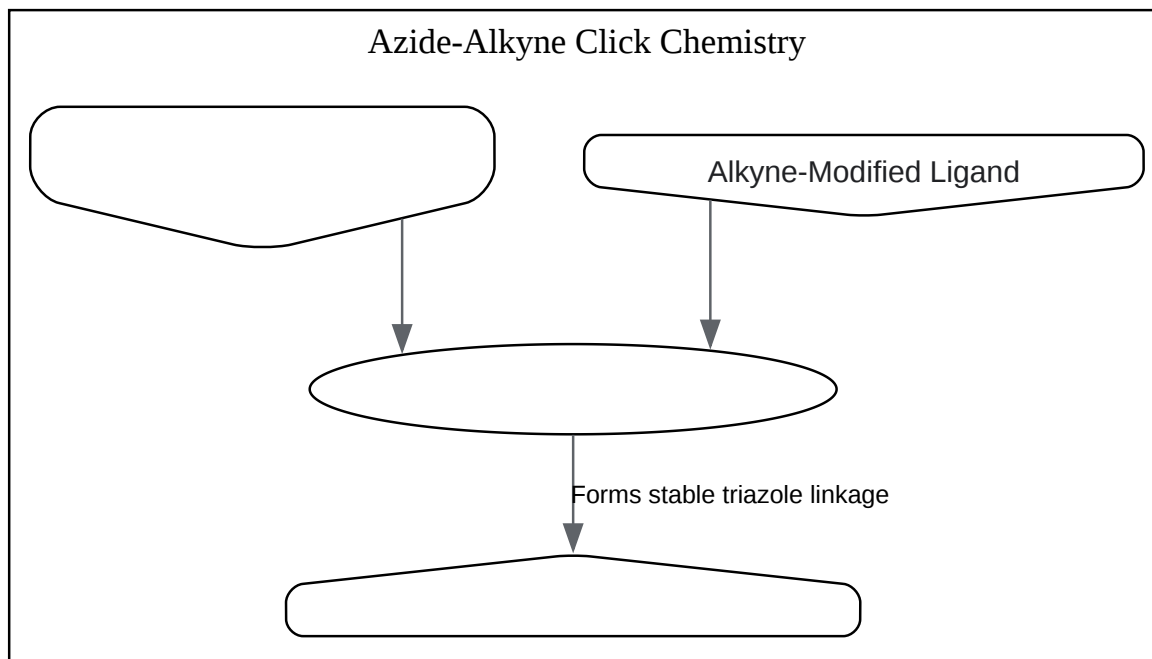 Azide-Alkyne Click Chemistry
Alkyne-Modified Ligand
Forms stable triazole linkage